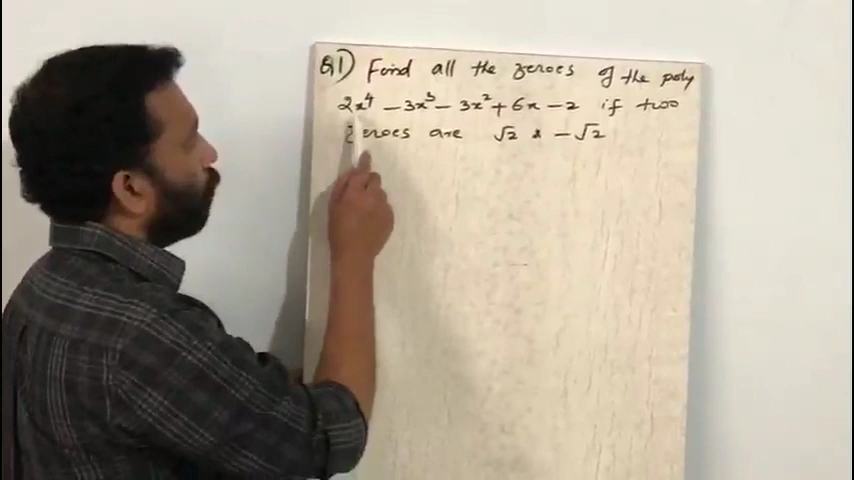 Q1) Find all the zeroes of the poly
2x⁴ - 3x³ - 3x² + 6x - 2 if two
zeroes are √2 & -√2